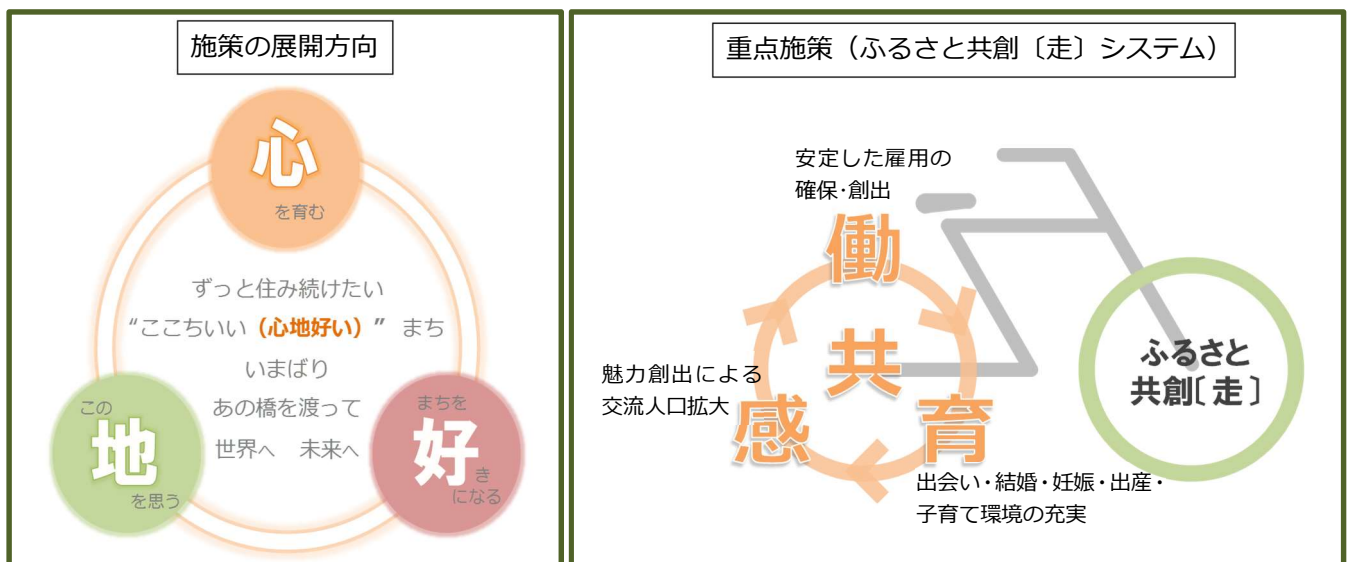 施策の展開方向
心
を育む
ずっと住み続けたい
“ここちいい(心地好い)” まち
いまばり
あの橋を渡って
世界へ 未来へ
この
地
を思う
まちを
好
き
になる
重点施策（ふるさと共創〔走〕システム）
安定した雇用の
確保・創出
働
共
魅力創出による
交流人口拡大
感
育
出会い・結婚・妊娠・出産・
子育て環境の充実
ふるさと
共創〔走〕